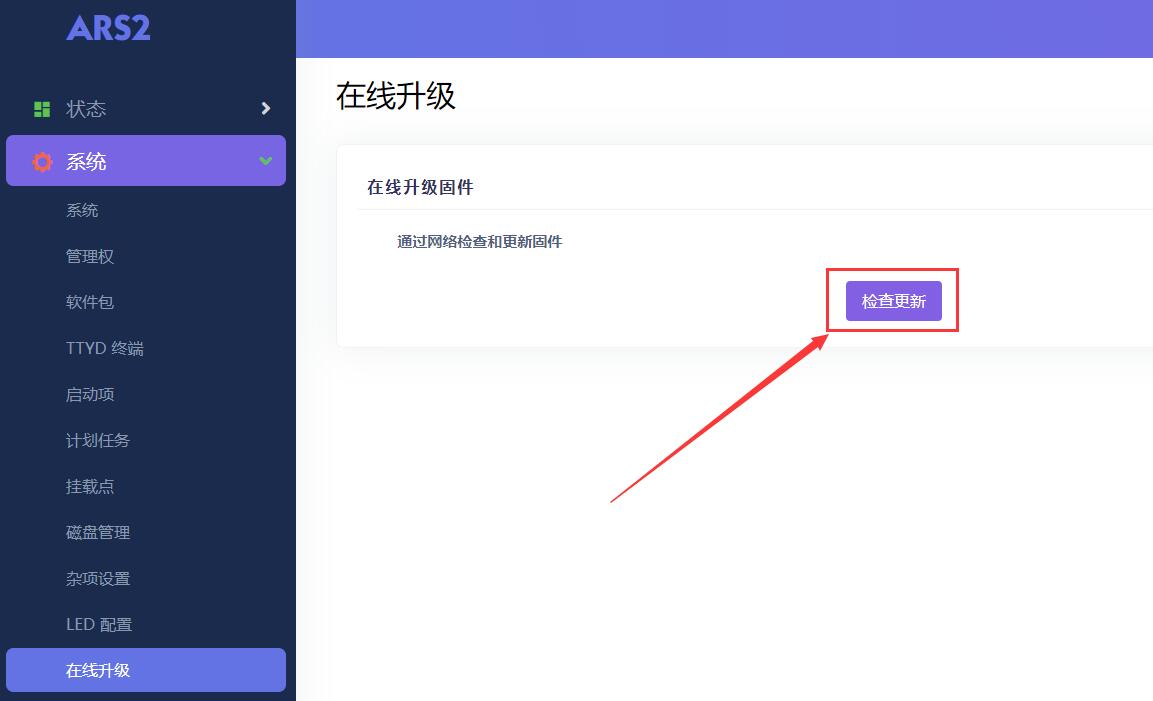 ARS2
状态
系统
系统
管理权
软件包
TTYD 终端
启动项
计划任务
挂载点
磁盘管理
杂项设置
LED 配置
在线升级
在线升级
在线升级固件
通过网络检查和更新固件
检查更新